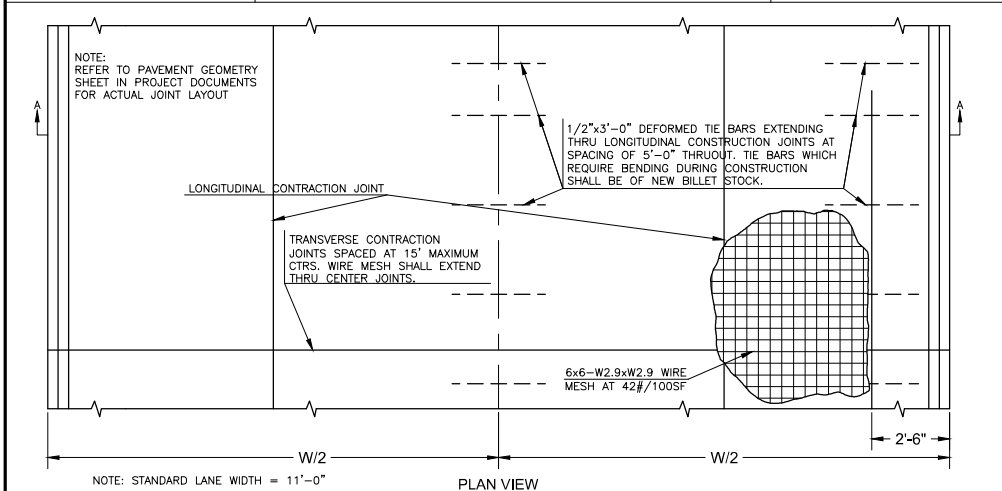 NOTE:
REFER TO PAVEMENT GEOMETRY
SHEET IN PROJECT DOCUMENTS
FOR ACTUAL JOINT LAYOUT
A
A
1/2"x3'-0" DEFORMED TIE BARS EXTENDING
THRU LONGITUDINAL CONSTRUCTION JOINTS AT
SPACING OF 5'-0" THRUOUT. TIE BARS WHICH
REQUIRE BENDING DURING CONSTRUCTION
SHALL BE OF NEW BILLET STOCK.
LONGITUDINAL CONTRACTION JOINT
TRANSVERSE CONTRACTION
JOINTS SPACED AT 15' MAXIMUM
CTRS. WIRE MESH SHALL EXTEND
THRU CENTER JOINTS.
6x6-W2.9xW2.9 WIRE
MESH AT 42#/100SF
2'-6"
W/2
W/2
NOTE: STANDARD LANE WIDTH = 11'-0"
PLAN VIEW